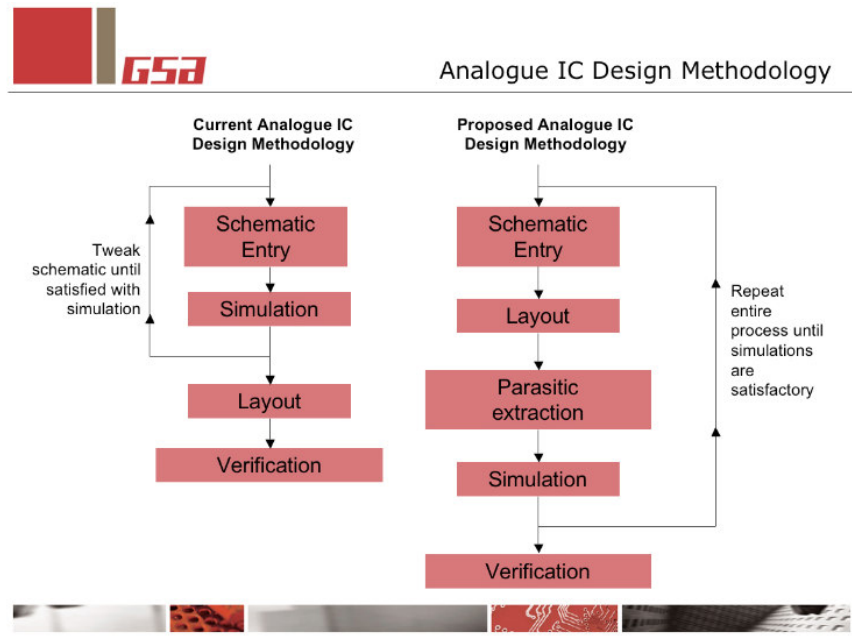 GSA
Analogue IC Design Methodology
Current Analogue IC
Design Methodology
Schematic
Entry
Simulation
Layout
Verification
Tweak
schematic until
satisfied with
simulation
Proposed Analogue IC
Design Methodology
Schematic
Entry
Layout
Parasitic
extraction
Simulation
Verification
Repeat
entire
process until
simulations
are
satisfactory